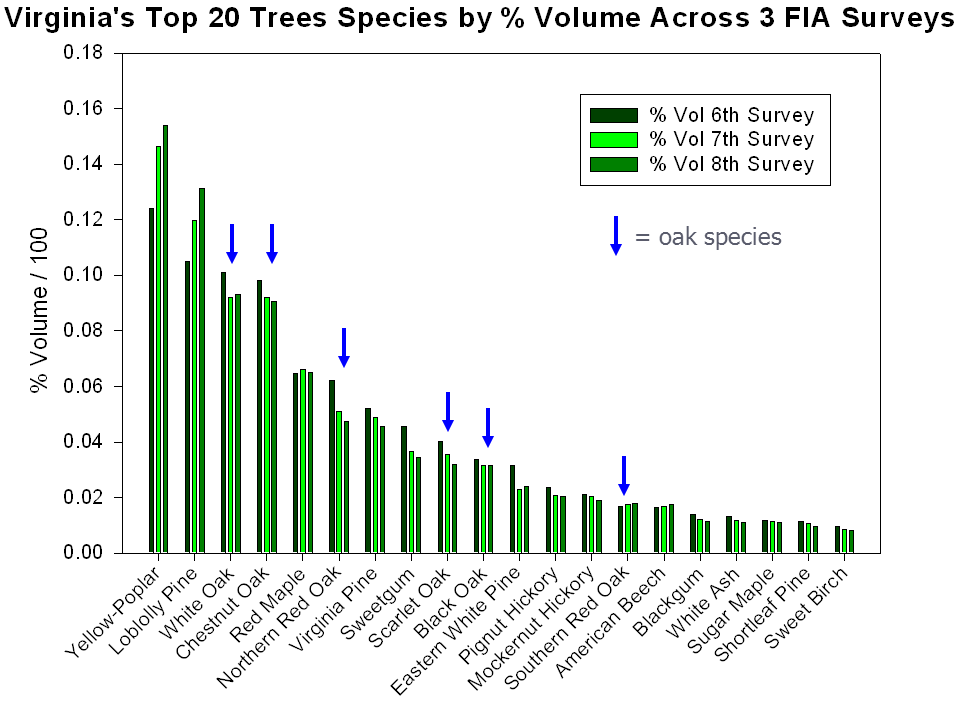 Virginia's Top 20 Trees Species by % Volume Across 3 FIA Surveys
% Volume / 100
0.18
0.16
0.14
0.12
0.10
0.08
0.06
0.04
0.02
0.00
% Vol 6th Survey
% Vol 7th Survey
% Vol 8th Survey
= oak species
Yellow-Poplar
Loblolly Pine
White Oak
Chestnut Oak
Red Maple
Northern Red Oak
Virginia Pine
Sweetgum
Scarlet Oak
Black Oak
Eastern White Pine
Pignut Hickory
Mockernut Hickory
Southern Red Oak
American Beech
Blackgum
White Ash
Sugar Maple
Shortleaf Pine
Sweet Birch